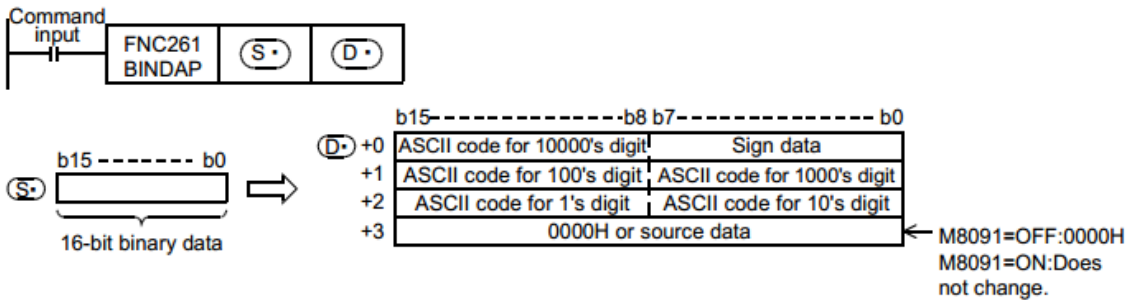 Command
input
FNC261
BINDAP
S·
D·
b15 b8 b7 b0
D· +0 ASCII code for 10000's digit Sign data
b15 b0
+1 ASCII code for 100's digit ASCII code for 1000's digit
S·
+2 ASCII code for 1's digit ASCII code for 10's digit
+3 0000H or source data
16-bit binary data
M8091=OFF:0000H
M8091=ON:Does
not change.